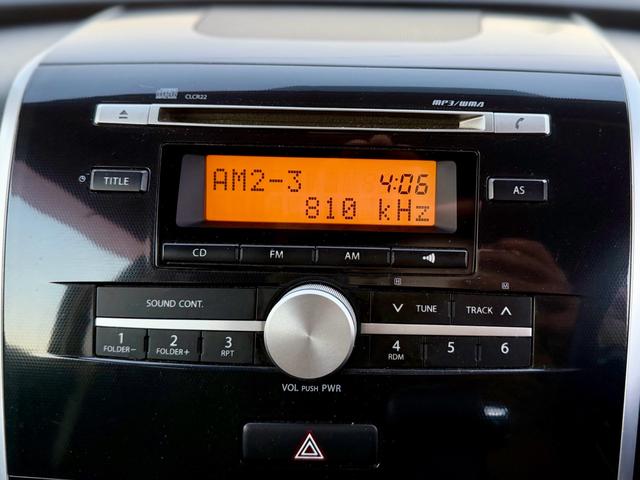 CLCR22 MP3/WMA
TITLE AS
AM2-3 4:06
810 kHz
CD FM AM
SOUND CONT. TUNE TRACK
1 2 3 4 5 6
FOLDER- FOLDER+ RPT RDM
VOL PUSH PWR